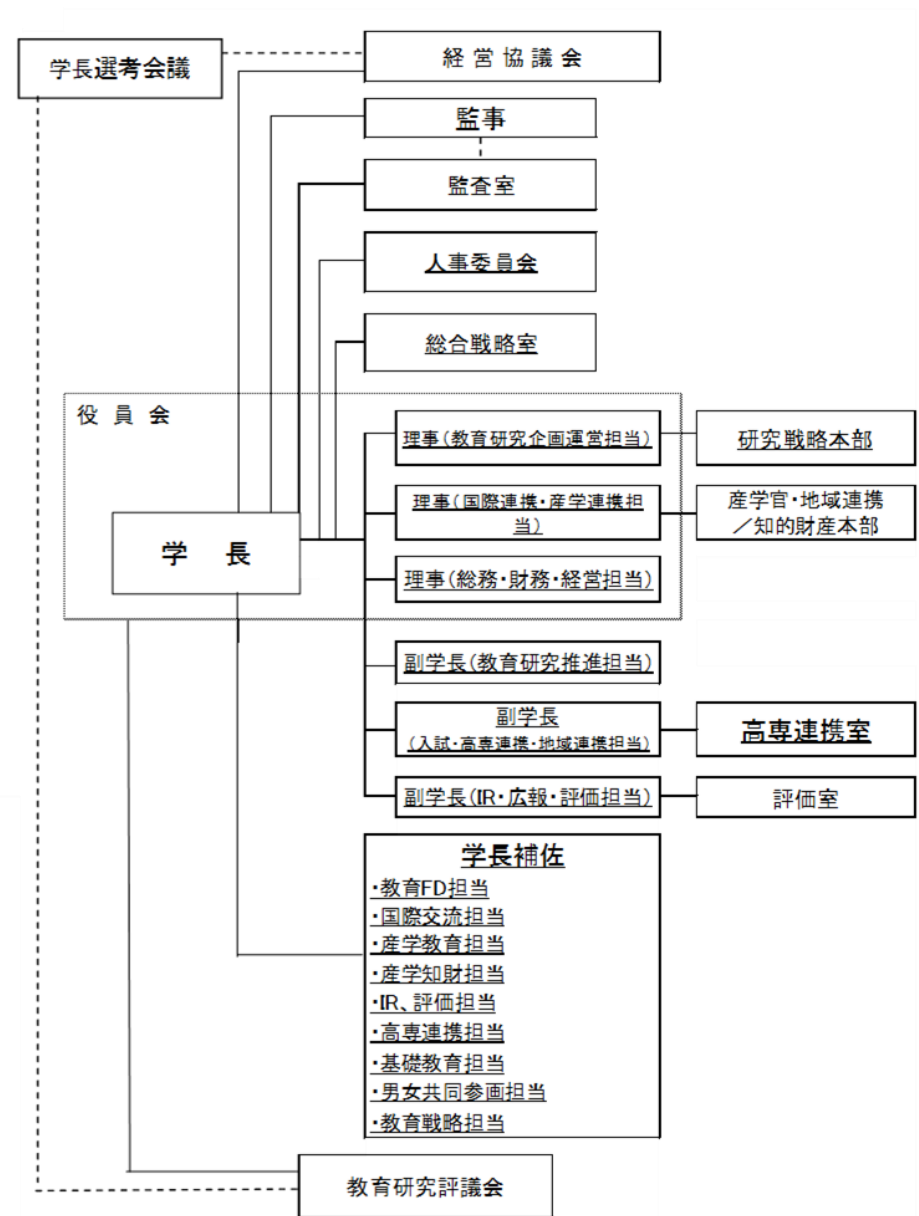 学長選考会議
経営協議会
監事
監査室
人事委員会
総合戦略室
役員会
学長
理事(教育研究企画運営担当)
研究戦略本部
理事(国際連携・産学連携担
当)
産学官・地域連携
／知的財産本部
理事(総務・財務・経営担当)
副学長(教育研究推進担当)
副学長
(入試・高専連携・地域連携担当)
高専連携室
副学長(IR・広報・評価担当)
評価室
学長補佐
・教育FD担当
・国際交流担当
・産学教育担当
・産学知財担当
・IR、評価担当
・高専連携担当
・基礎教育担当
・男女共同参画担当
・教育戦略担当
教育研究評議会